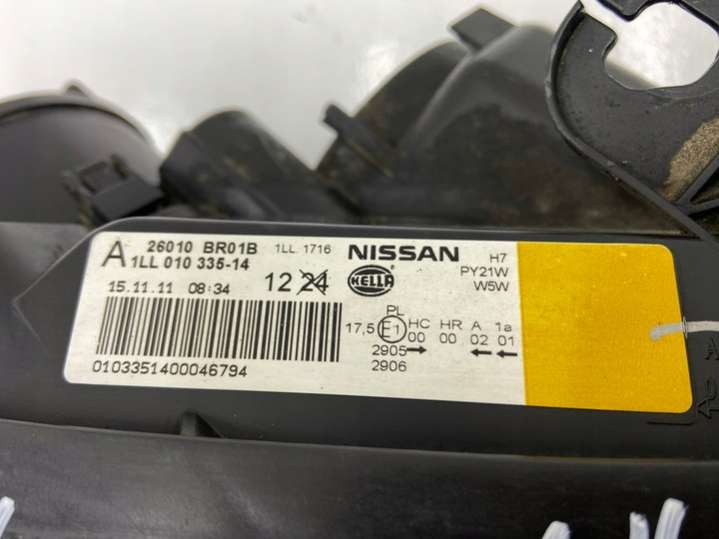 A 26010 BR01B 1LL 1716 NISSAN H7
1LL 010 335-14 PY21W
15.11.11 08:34 12 24 HELLA W5W
PL
17,5 E1 HC HR A 1a
00 00 02 01
2905
2906
0103351400046794